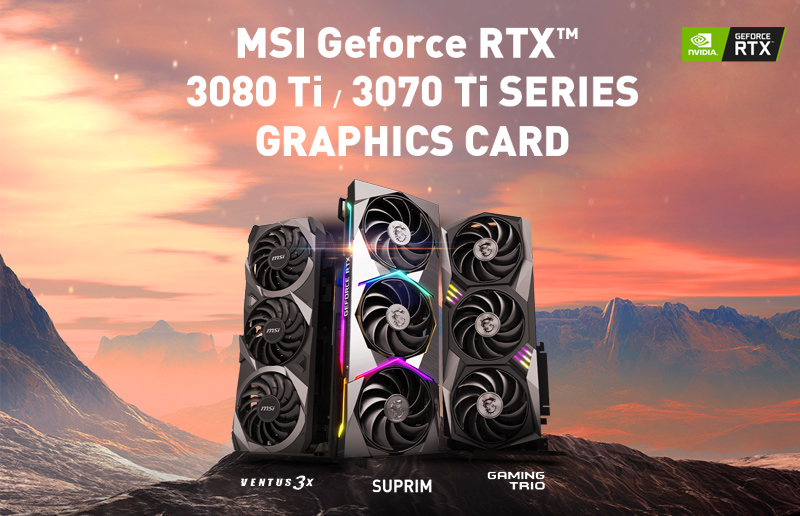 MSI Geforce RTX™
3080 Ti / 3070 Ti SERIES
GRAPHICS CARD
NVIDIA.
GEFORCE
RTX
msi
msi
msi
GEFORCE RTX
VENTUS 3X
SUPRIM
GAMING
TRIO